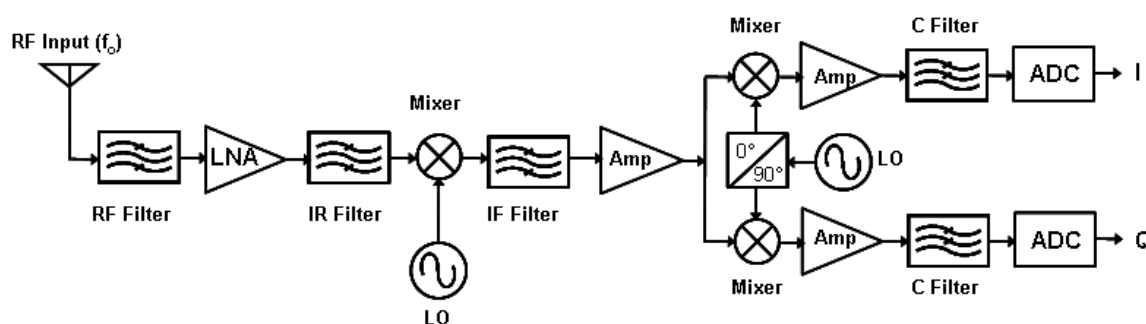 RF Input (fo)
RF Filter
LNA
IR Filter
Mixer
LO
IF Filter
Amp
Mixer
Amp
C Filter
ADC
I
0°
90°
LO
Mixer
Amp
C Filter
ADC
Q